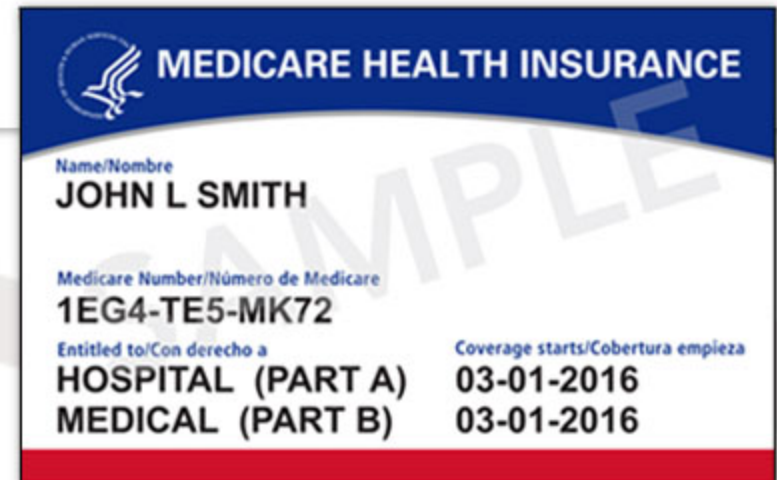 MEDICARE HEALTH INSURANCE
Name/Nombre
JOHN L SMITH
Medicare Number/Número de Medicare
1EG4-TE5-MK72
Entitled to/Con derecho a
Coverage starts/Cobertura empieza
HOSPITAL (PART A) 03-01-2016
MEDICAL (PART B) 03-01-2016
SAMPLE